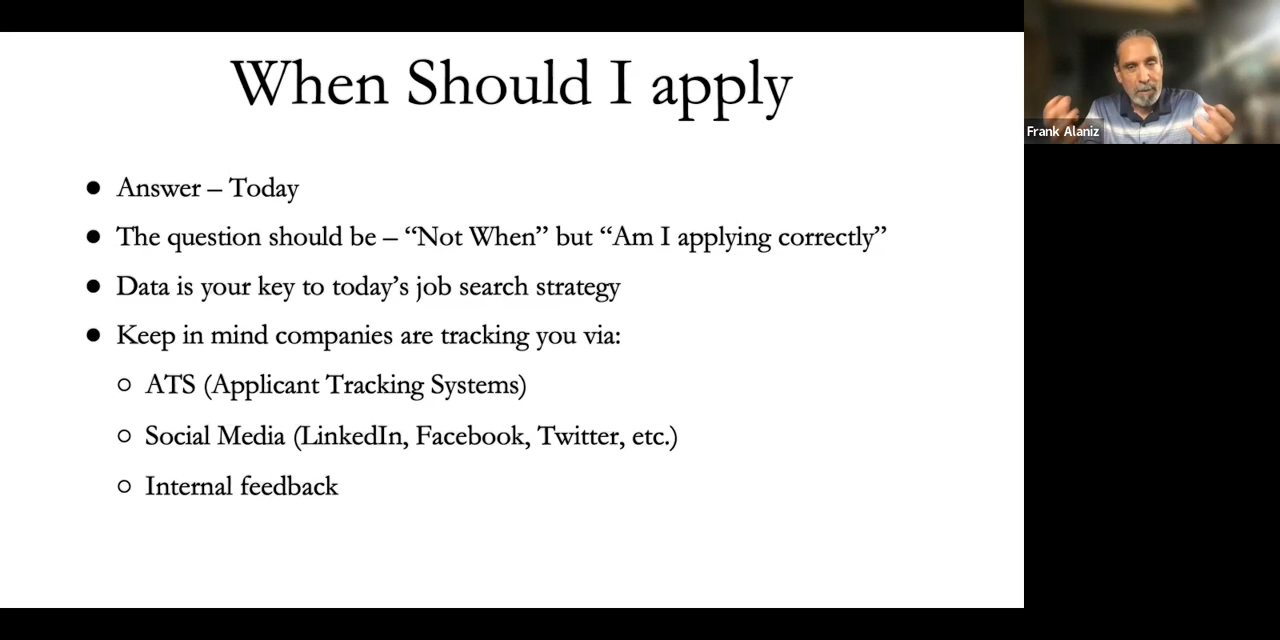 When Should I apply
● Answer – Today
● The question should be – “Not When” but “Am I applying correctly”
● Data is your key to today’s job search strategy
● Keep in mind companies are tracking you via:
○ ATS (Applicant Tracking Systems)
○ Social Media (LinkedIn, Facebook, Twitter, etc.)
○ Internal feedback
Frank Alaniz